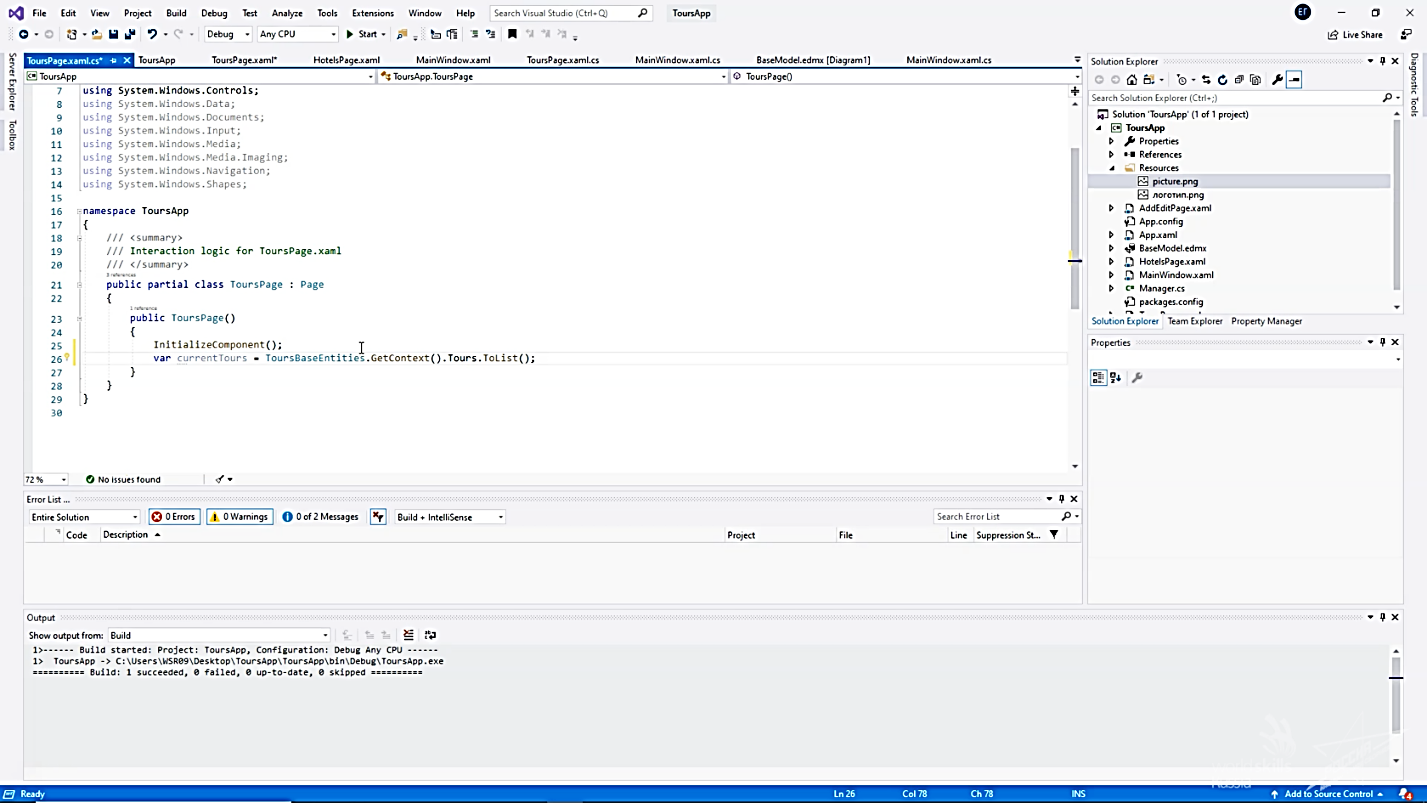 File Edit View Project Build Debug Test Analyze Tools Extensions Window Help Search Visual Studio (Ctrl+Q) ToursApp ЕГ
Debug Any CPU Start Live Share
ToursPage.xaml.cs* ToursApp ToursPage.xaml* HotelsPage.xaml MainWindow.xaml ToursPage.xaml.cs MainWindow.xaml.cs BaseModel.edmx [Diagram1] MainWindow.xaml.cs
ToursApp ToursApp.ToursPage ToursPage()
Server Explorer
Toolbox
7 using System.Windows.Controls;
8 using System.Windows.Data;
9 using System.Windows.Documents;
10 using System.Windows.Input;
11 using System.Windows.Media;
12 using System.Windows.Media.Imaging;
13 using System.Windows.Navigation;
14 using System.Windows.Shapes;
15
16 namespace ToursApp
17 {
18 /// <summary>
19 /// Interaction logic for ToursPage.xaml
20 /// </summary>
3 references
21 public partial class ToursPage : Page
22 {
1 reference
23 public ToursPage()
24 {
25 InitializeComponent();
26 var currentTours = ToursBaseEntities.GetContext().Tours.ToList();
27 }
28 }
29 }
30
72 % No issues found
Error List ...
Entire Solution 0 Errors 0 Warnings 0 of 2 Messages Build + IntelliSense Search Error List
Code Description Project File Line Suppression St...
Output
Show output from: Build
1>------ Build started: Project: ToursApp, Configuration: Debug Any CPU ------
1> ToursApp -> C:\Users\WSR09\Desktop\ToursApp\ToursApp\bin\Debug\ToursApp.exe
========== Build: 1 succeeded, 0 failed, 0 up-to-date, 0 skipped ==========
Solution Explorer
Search Solution Explorer (Ctrl+;)
Solution 'ToursApp' (1 of 1 project)
ToursApp
Properties
References
Resources
picture.png
логотип.png
AddEditPage.xaml
App.config
App.xaml
BaseModel.edmx
HotelsPage.xaml
MainWindow.xaml
Manager.cs
packages.config
Solution Explorer Team Explorer Property Manager
Properties
Diagnostic Tools
Russia
Ready Ln 26 Col 78 Ch 78 INS Add to Source Control 4